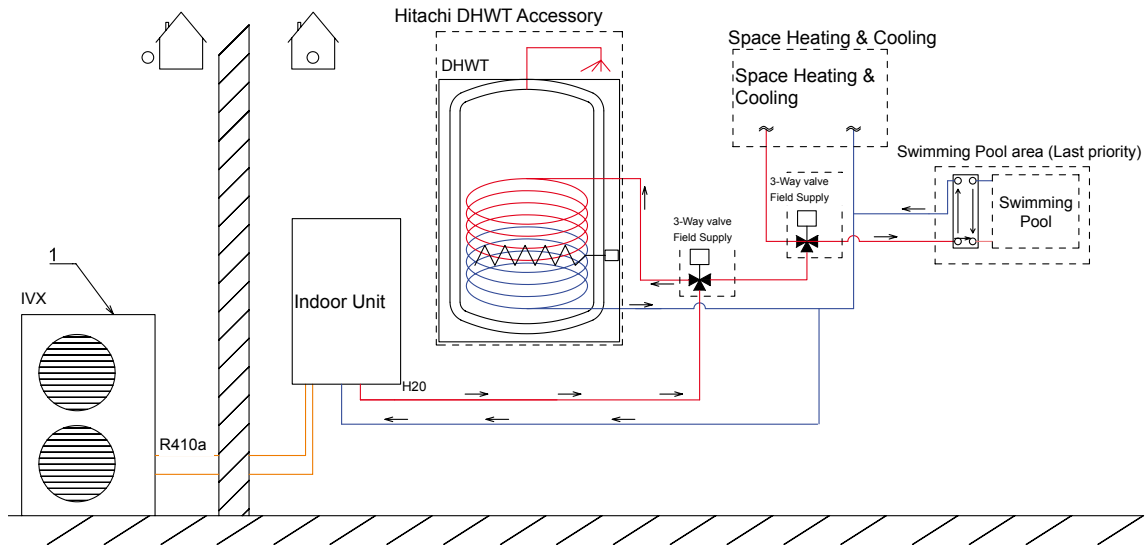 Hitachi DHWT Accessory
DHWT
Space Heating & Cooling
Space Heating &
Cooling
Swimming Pool area (Last priority)
3-Way valve
Field Supply
Swimming
Pool
3-Way valve
Field Supply
1
IVX
Indoor Unit
H20
R410a